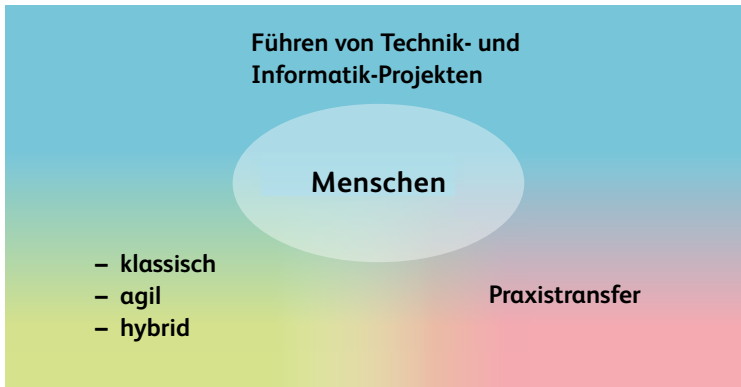 Führen von Technik- und
Informatik-Projekten
Menschen
– klassisch
– agil
– hybrid
Praxistransfer